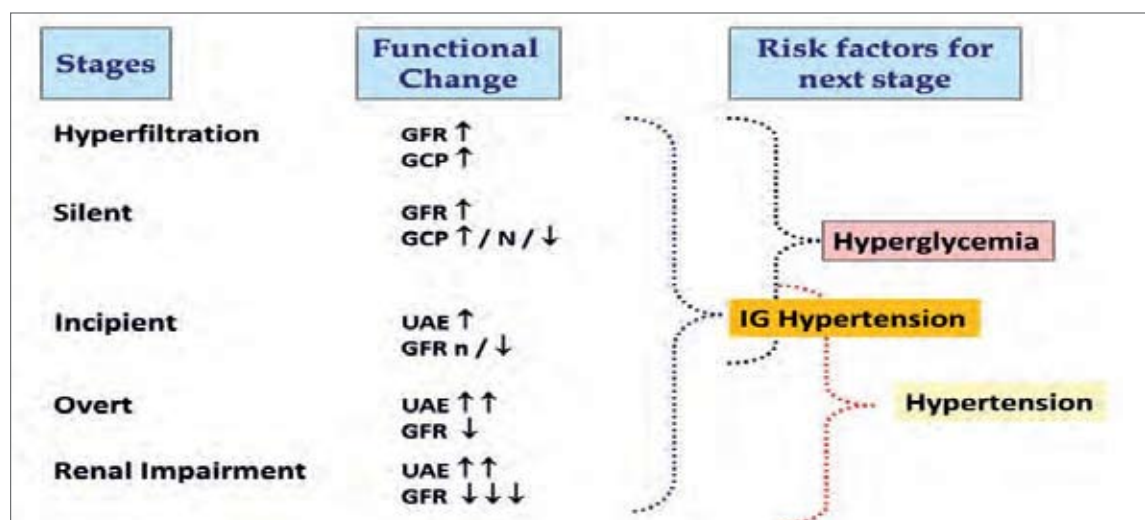 Stages
Functional
Change
Risk factors for
next stage
Hyperfiltration
GFR ↑
GCP ↑
Silent
GFR ↑
GCP ↑ / N / ↓
Hyperglycemia
Incipient
UAE ↑
GFR n / ↓
IG Hypertension
Overt
UAE ↑ ↑
GFR ↓
Hypertension
Renal Impairment
UAE ↑ ↑
GFR ↓ ↓ ↓